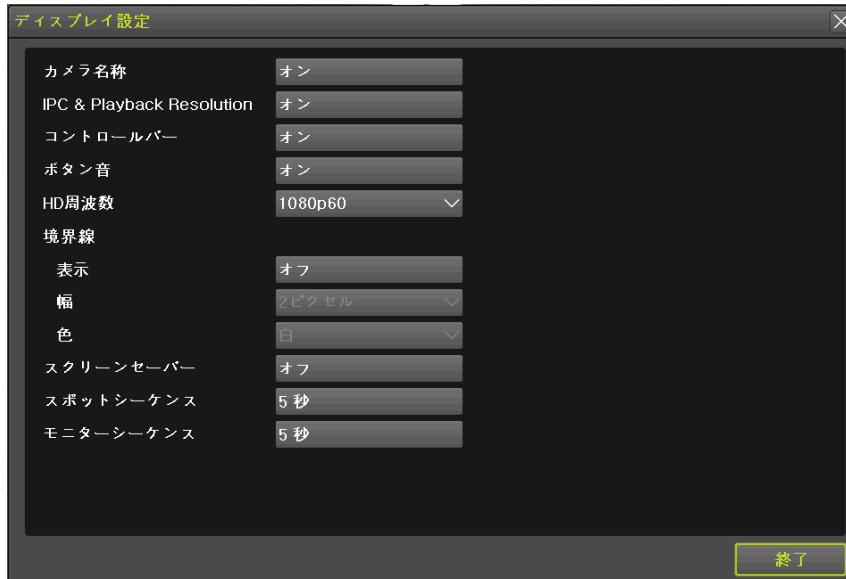 ディスプレイ設定
カメラ名称 オン
IPC & Playback Resolution オン
コントロールバー オン
ボタン音 オン
HD周波数 1080p60
境界線
表示 オフ
幅 2ピクセル
色 白
スクリーンセーバー オフ
スポットシーケンス 5 秒
モニターシーケンス 5 秒
終了